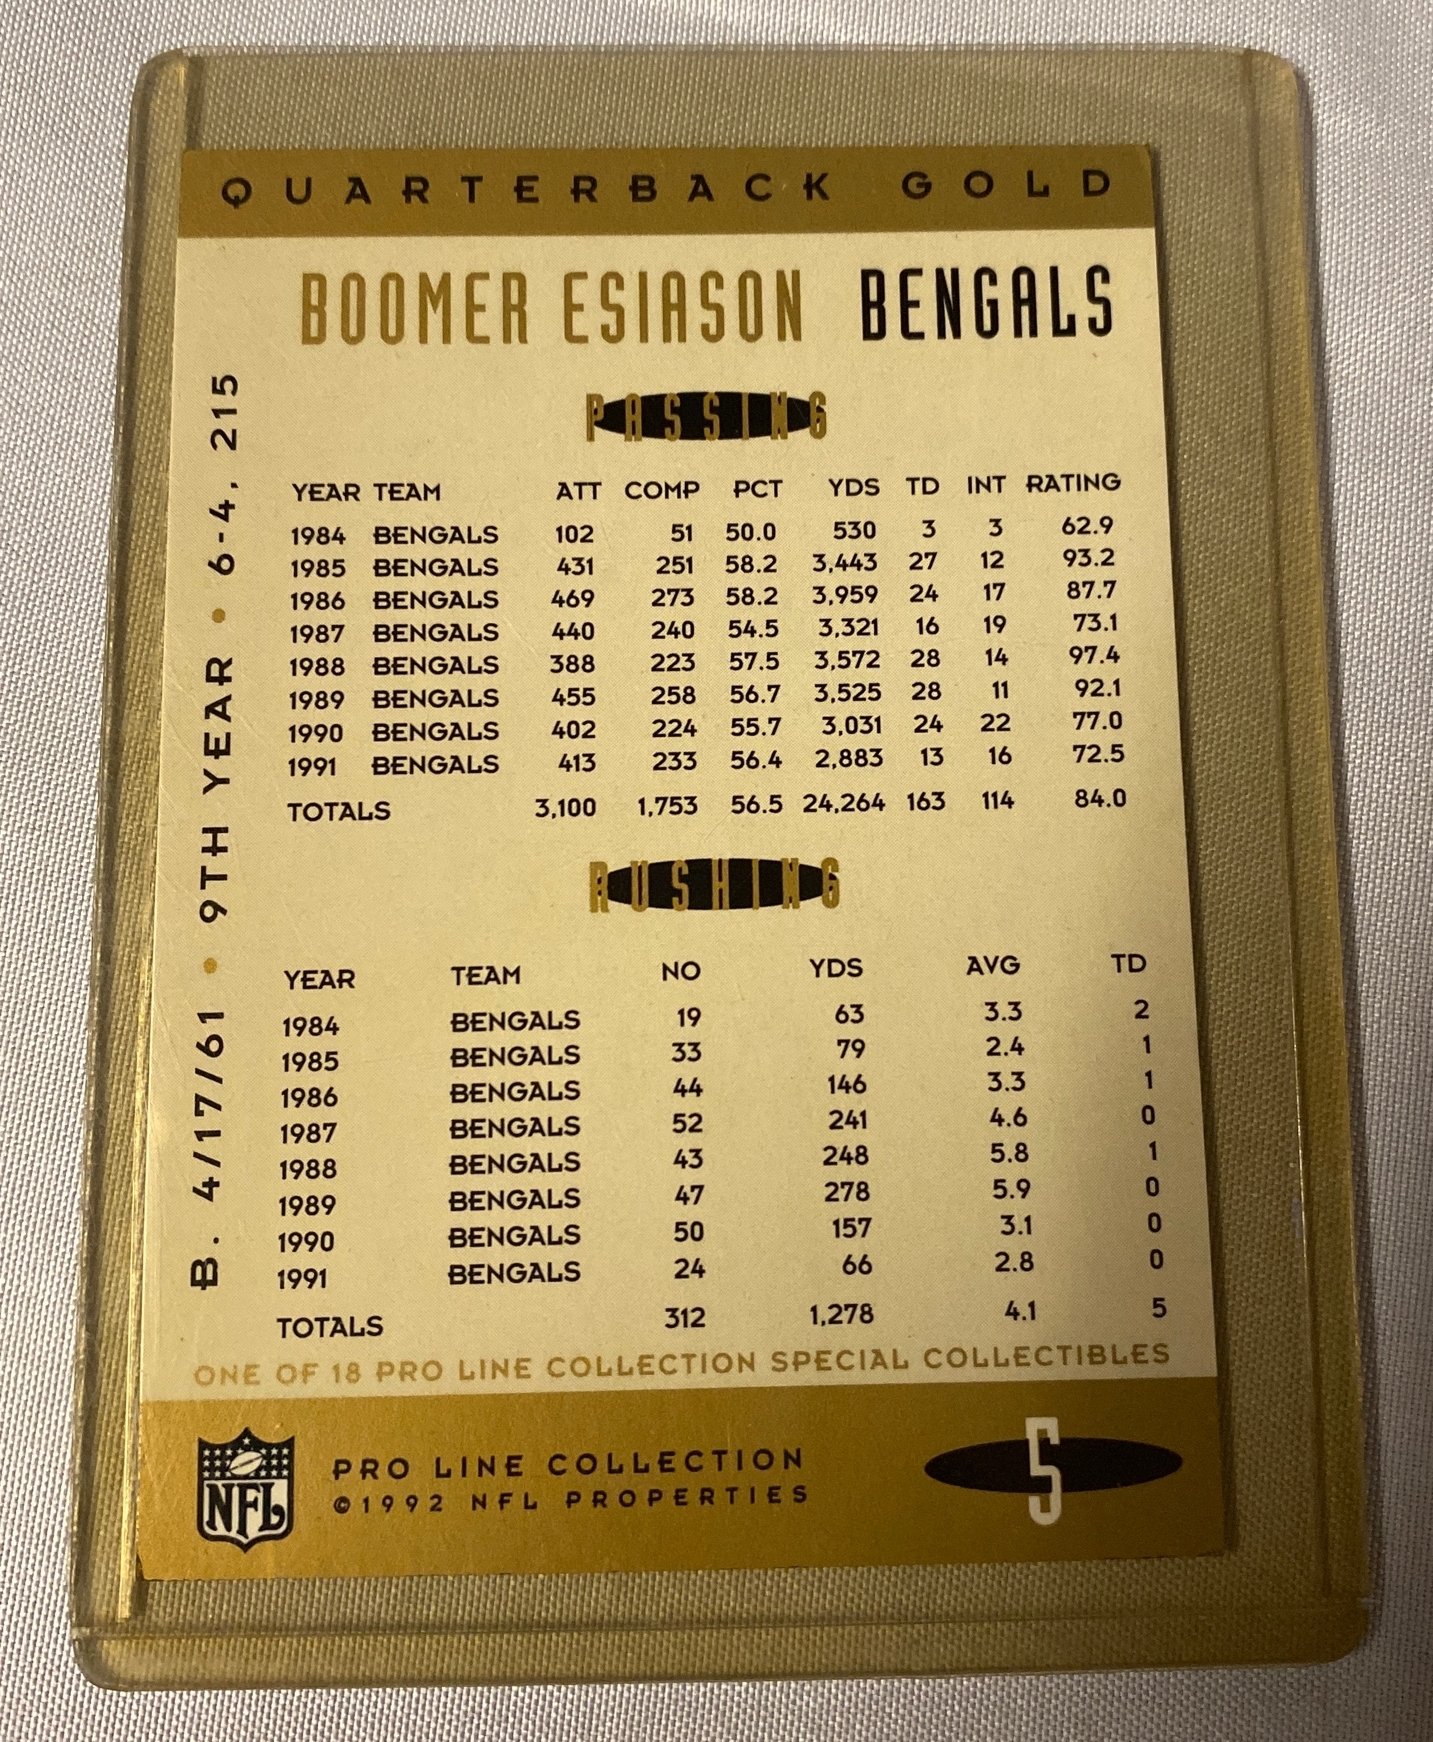 QUARTERBACK GOLD
BOOMER ESIASON BENGALS
B. 4/17/61 • 9TH YEAR • 6-4, 215
PASSING
YEAR TEAM ATT COMP PCT YDS TD INT RATING
1984 BENGALS 102 51 50.0 530 3 3 62.9
1985 BENGALS 431 251 58.2 3,443 27 12 93.2
1986 BENGALS 469 273 58.2 3,959 24 17 87.7
1987 BENGALS 440 240 54.5 3,321 16 19 73.1
1988 BENGALS 388 223 57.5 3,572 28 14 97.4
1989 BENGALS 455 258 56.7 3,525 28 11 92.1
1990 BENGALS 402 224 55.7 3,031 24 22 77.0
1991 BENGALS 413 233 56.4 2,883 13 16 72.5
TOTALS 3,100 1,753 56.5 24,264 163 114 84.0
RUSHING
YEAR TEAM NO YDS AVG TD
1984 BENGALS 19 63 3.3 2
1985 BENGALS 33 79 2.4 1
1986 BENGALS 44 146 3.3 1
1987 BENGALS 52 241 4.6 0
1988 BENGALS 43 248 5.8 1
1989 BENGALS 47 278 5.9 0
1990 BENGALS 50 157 3.1 0
1991 BENGALS 24 66 2.8 0
TOTALS 312 1,278 4.1 5
ONE OF 18 PRO LINE COLLECTION SPECIAL COLLECTIBLES
NFL
PRO LINE COLLECTION
©1992 NFL PROPERTIES
5